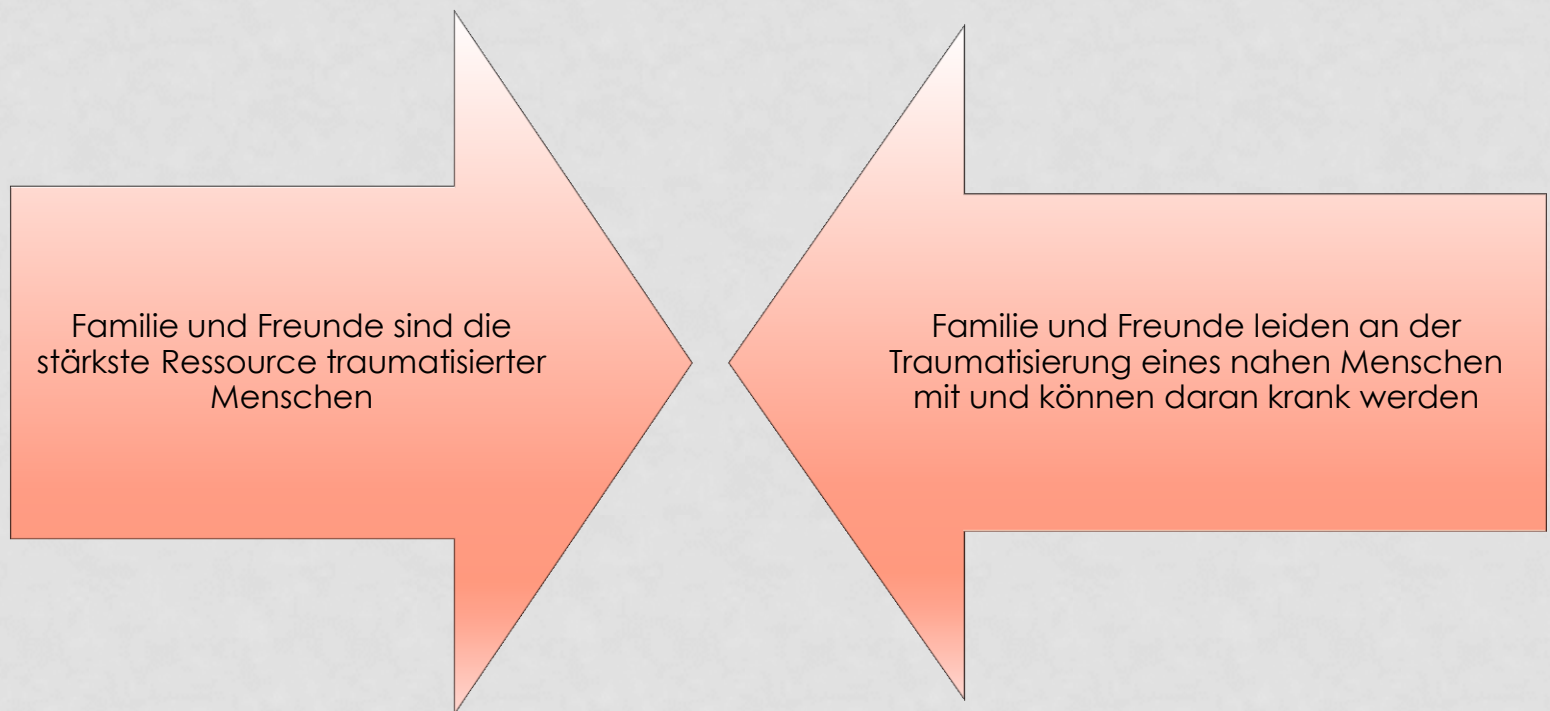 Familie und Freunde sind die
stärkste Ressource traumatisierter
Menschen
Familie und Freunde leiden an der
Traumatisierung eines nahen Menschen
mit und können daran krank werden